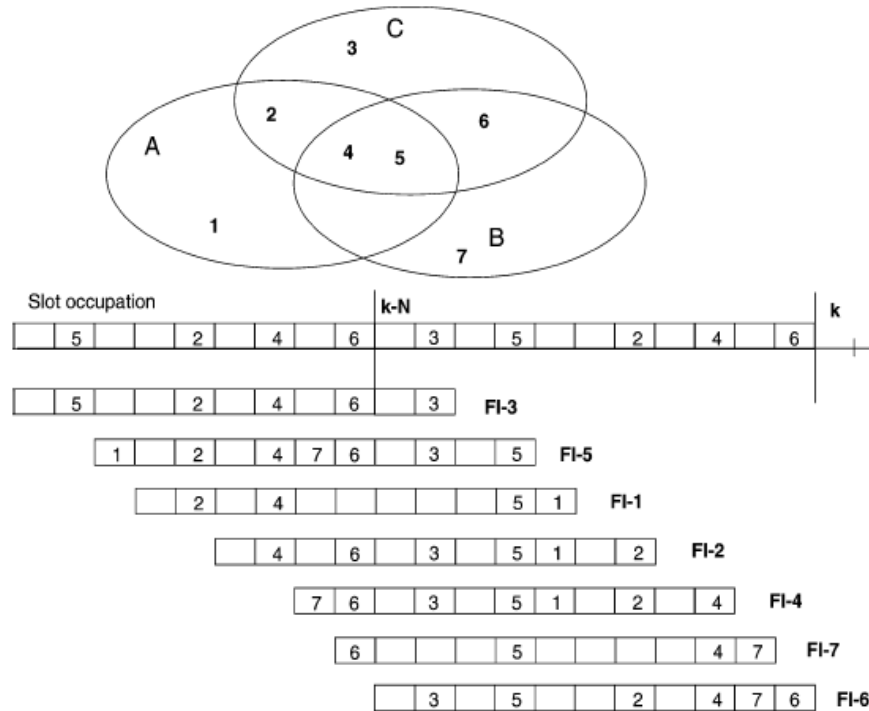 C
3
2
6
A
4 5
1
B
7
Slot occupation
k-N
k
5 2 4 6 3 5 2 4 6
5 2 4 6 3 FI-3
1 2 4 7 6 3 5 FI-5
2 4 5 1 FI-1
4 6 3 5 1 2 FI-2
7 6 3 5 1 2 4 FI-4
6 5 4 7 FI-7
3 5 2 4 7 6 FI-6